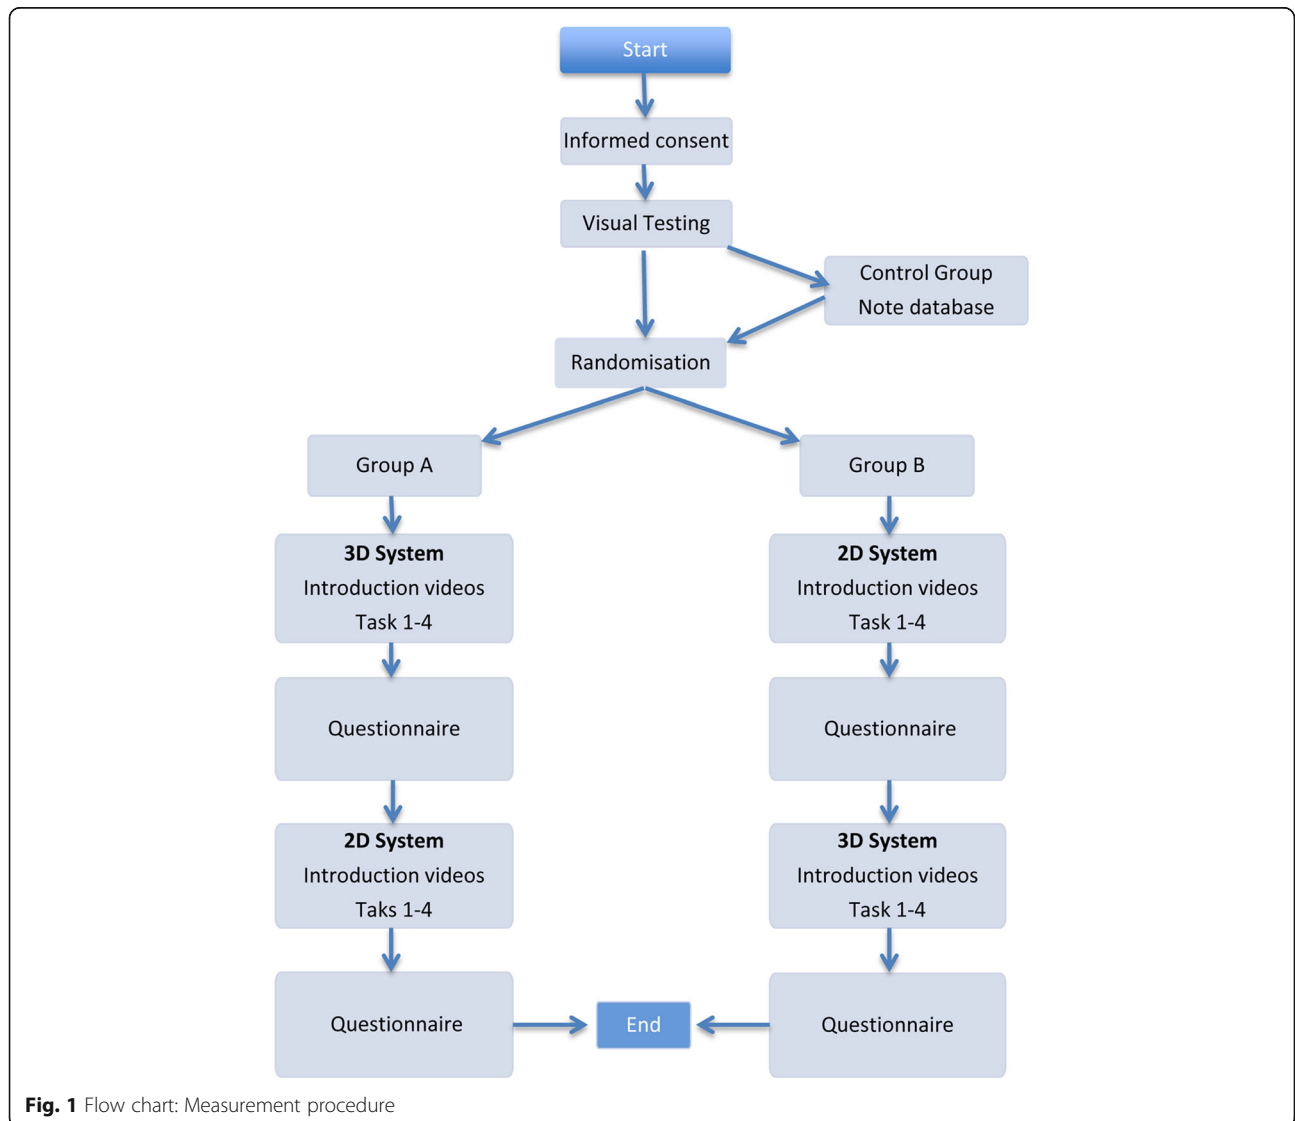 Start
Informed consent
Visual Testing
Control Group
Note database
Randomisation
Group A
Group B
3D System
Introduction videos
Task 1-4
2D System
Introduction videos
Task 1-4
Questionnaire
Questionnaire
2D System
Introduction videos
Taks 1-4
3D System
Introduction videos
Task 1-4
Questionnaire
End
Questionnaire
Fig. 1 Flow chart: Measurement procedure